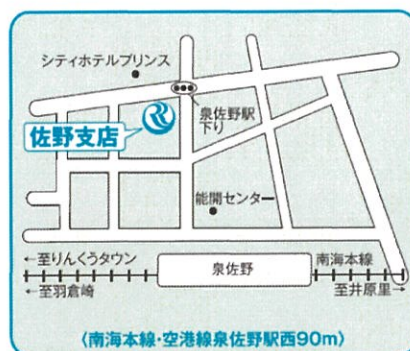 シティホテルプリンス
泉佐野駅
下り
佐野支店
能開センター
←至りんくうタウン
泉佐野
南海本線
←至羽倉崎
至井原里→
〈南海本線・空港線泉佐野駅西90m〉